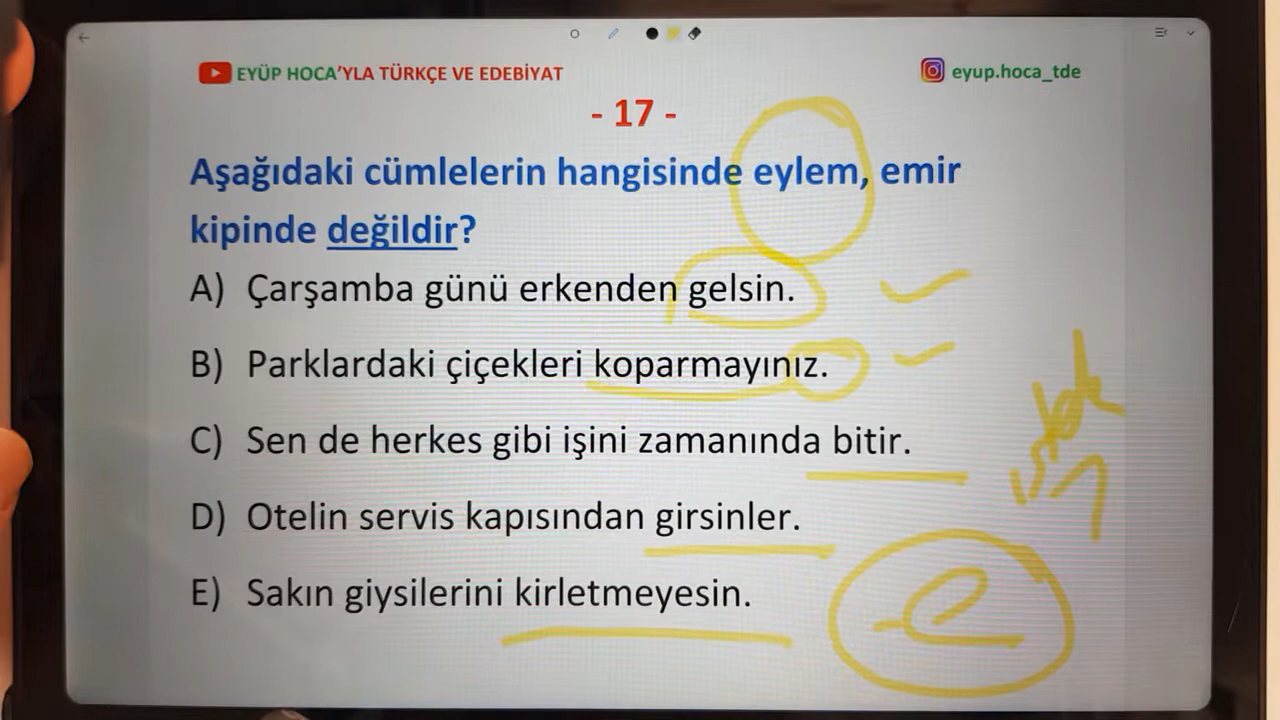 EYÜP HOCA'YLA TÜRKÇE VE EDEBİYAT
eyup.hoca_tde
- 17 -
Aşağıdaki cümlelerin hangisinde eylem, emir
kipinde değildir?
A) Çarşamba günü erkenden gelsin.
B) Parklardaki çiçekleri koparmayınız.
C) Sen de herkes gibi işini zamanında bitir.
D) Otelin servis kapısından girsinler.
E) Sakın giysilerini kirletmeyesin.
istek
-e